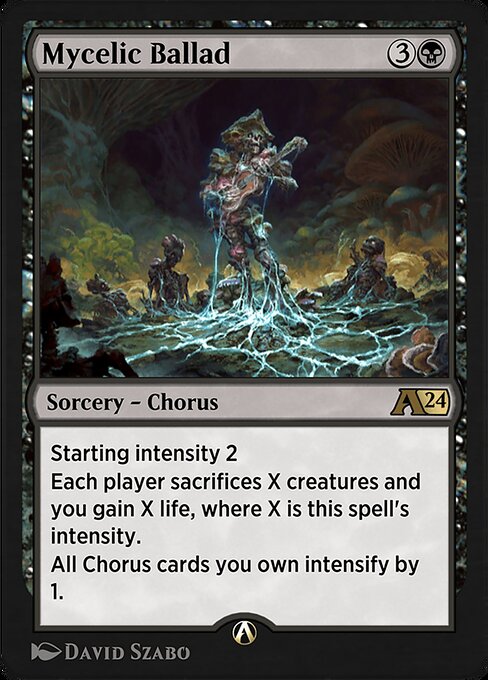 Mycelic Ballad 3
Sorcery – Chorus A24
Starting intensity 2
Each player sacrifices X creatures and
you gain X life, where X is this spell's
intensity.
All Chorus cards you own intensify by
1.
DAVID SZABO